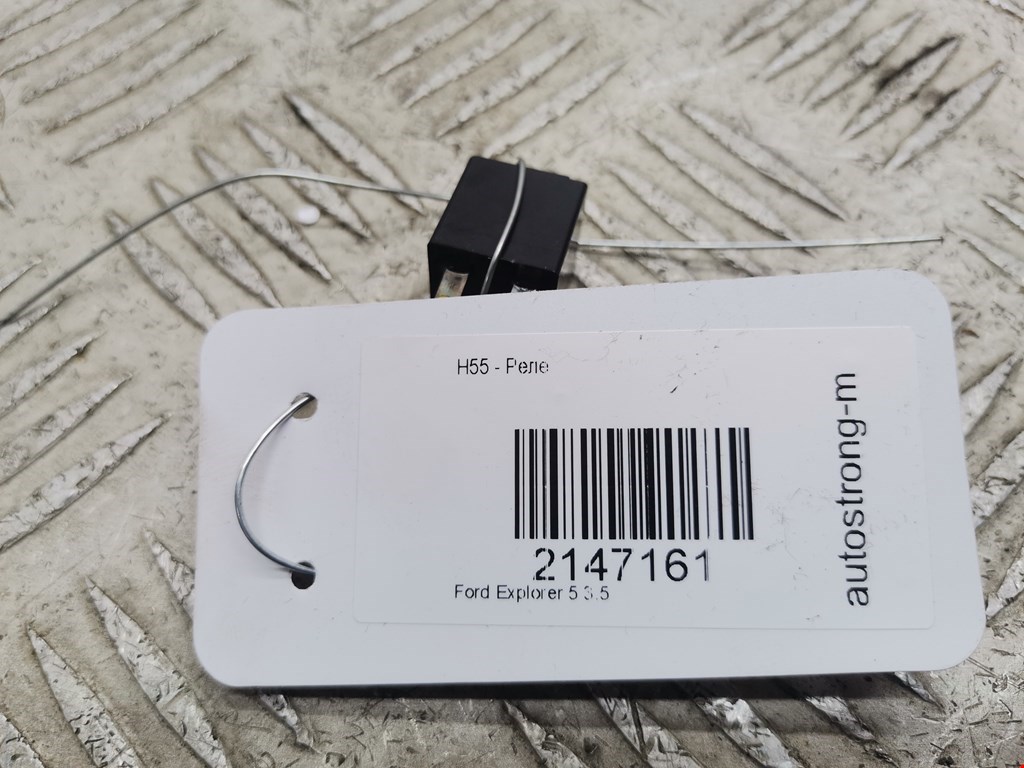 H55 - Реле
2147161
Ford Explorer 5 3.5
autostrong-m